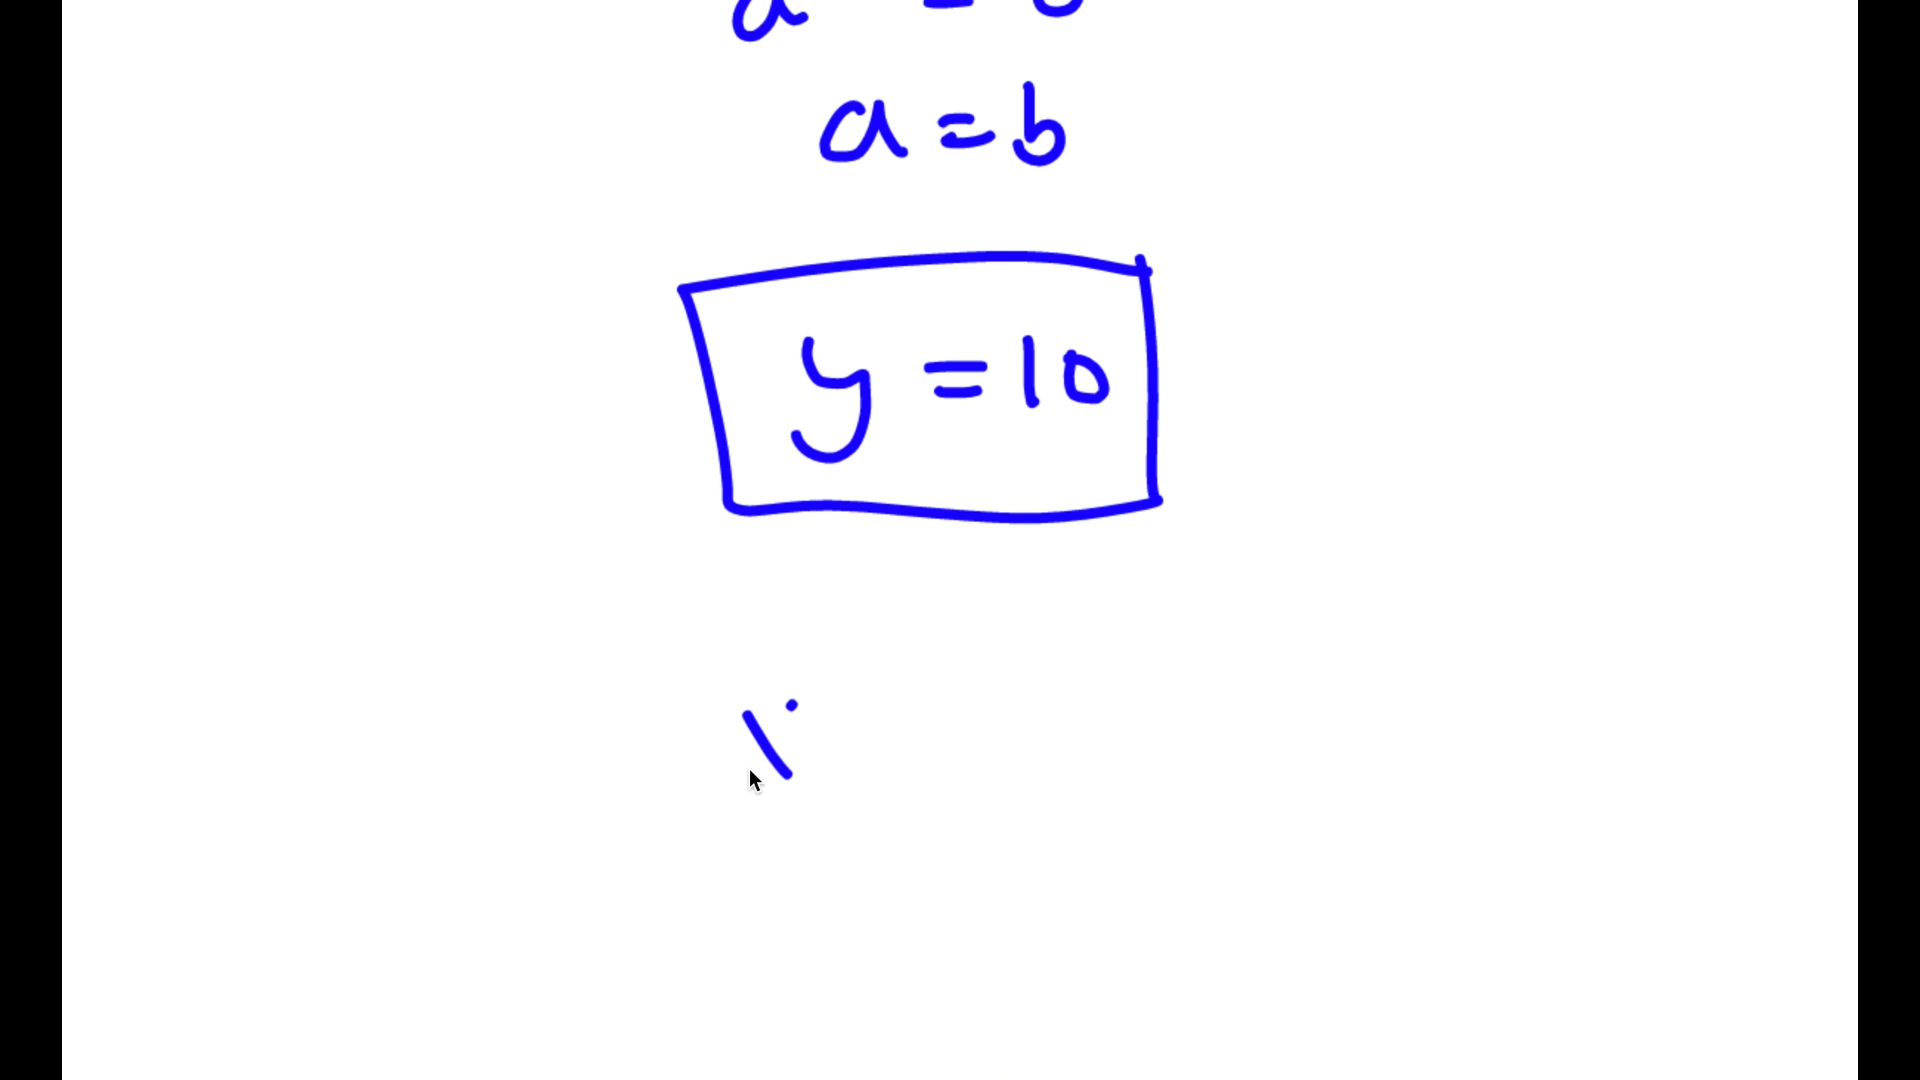 a = b
y = 10